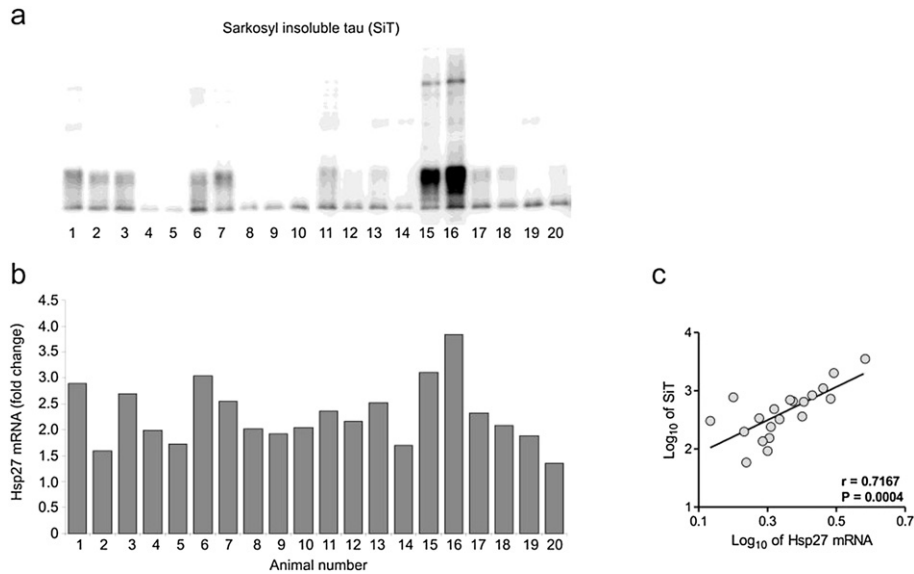 a
Sarkosyl insoluble tau (SiT)
1 2 3 4 5 6 7 8 9 10 11 12 13 14 15 16 17 18 19 20
b
Hsp27 mRNA (fold change)
4.5
4.0
3.5
3.0
2.5
2.0
1.5
1.0
0.5
0
1 2 3 4 5 6 7 8 9 10 11 12 13 14 15 16 17 18 19 20
Animal number
c
Log₁₀ of SiT
4
3
2
1
r = 0.7167
P = 0.0004
0.1 0.3 0.5 0.7
Log₁₀ of Hsp27 mRNA